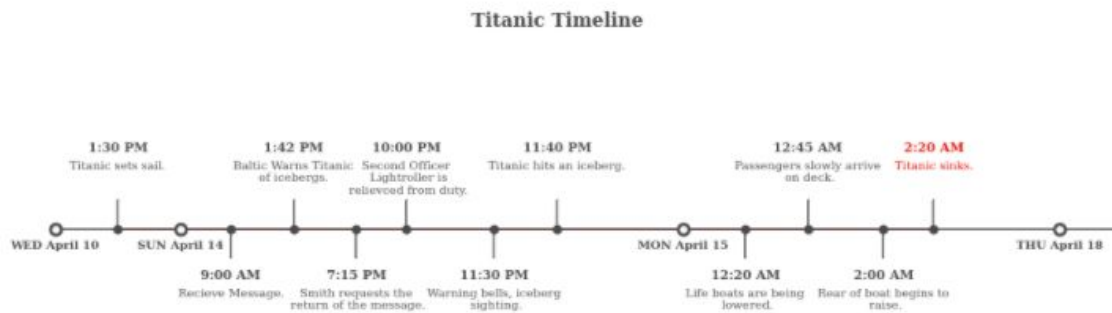 Titanic Timeline
1:30 PM
Titanic sets sail.
1:42 PM
Baltic Warns Titanic
of icebergs.
10:00 PM
Second Officer
Lightroller is
relievced from duty.
11:40 PM
Titanic hits an iceberg.
12:45 AM
Passengers slowly arrive
on deck.
2:20 AM
Titanic sinks.
WED April 10
SUN April 14
MON April 15
THU April 18
9:00 AM
Recieve Message.
7:15 PM
Smith requests the
return of the message.
11:30 PM
Warning bells, iceberg
sighting.
12:20 AM
Life boats are being
lowered.
2:00 AM
Rear of boat begins to
raise.